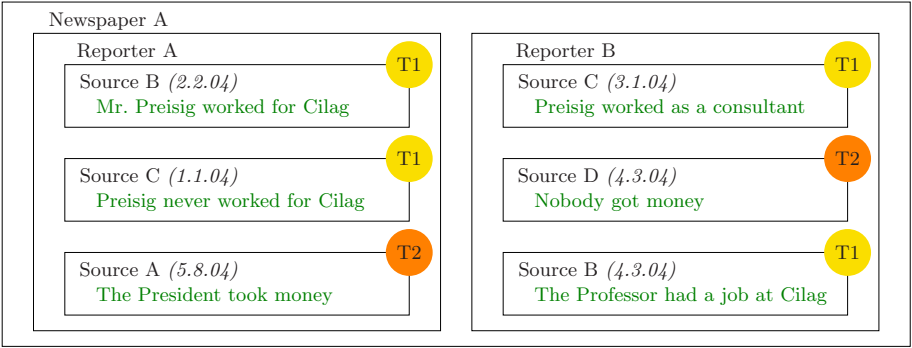 Newspaper A
Reporter A
T1
Source B (2.2.04)
Mr. Preisig worked for Cilag
T1
Source C (1.1.04)
Preisig never worked for Cilag
T2
Source A (5.8.04)
The President took money
Reporter B
T1
Source C (3.1.04)
Preisig worked as a consultant
T2
Source D (4.3.04)
Nobody got money
T1
Source B (4.3.04)
The Professor had a job at Cilag